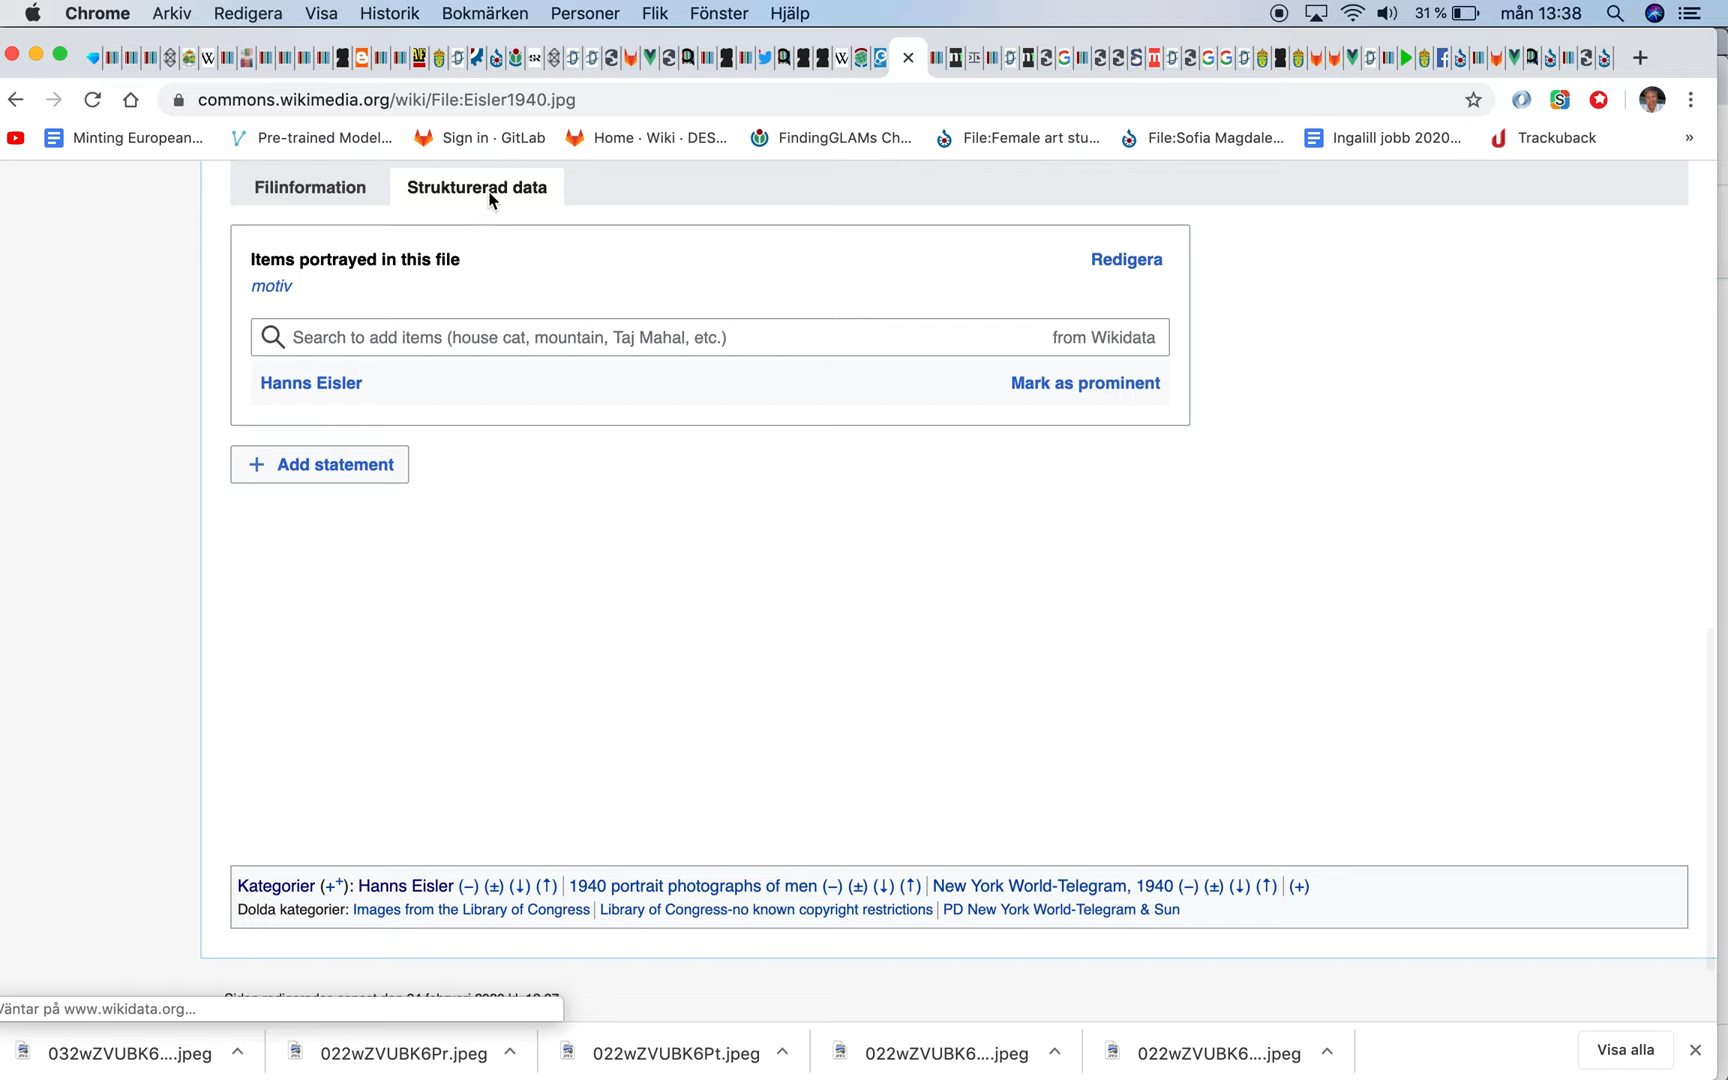 Chrome Arkiv Redigera Visa Historik Bokmärken Personer Flik Fönster Hjälp 31 % mån 13:38
commons.wikimedia.org/wiki/File:Eisler1940.jpg
Minting European... Pre-trained Model... Sign in · GitLab Home · Wiki · DES... FindingGLAMs Ch... File:Female art stu... File:Sofia Magdale... Ingalill jobb 2020... Trackuback »
Filinformation Strukturerad data
Items portrayed in this file Redigera
motiv
Search to add items (house cat, mountain, Taj Mahal, etc.) from Wikidata
Hanns Eisler Mark as prominent
+ Add statement
Kategorier (+⁺): Hanns Eisler (−) (±) (↓) (↑) | 1940 portrait photographs of men (−) (±) (↓) (↑) | New York World-Telegram, 1940 (−) (±) (↓) (↑) | (+)
Dolda kategorier: Images from the Library of Congress | Library of Congress-no known copyright restrictions | PD New York World-Telegram & Sun
Väntar på www.wikidata.org...
032wZVUBK6....jpeg 022wZVUBK6Pr.jpeg 022wZVUBK6Pt.jpeg 022wZVUBK6....jpeg 022wZVUBK6....jpeg Visa alla